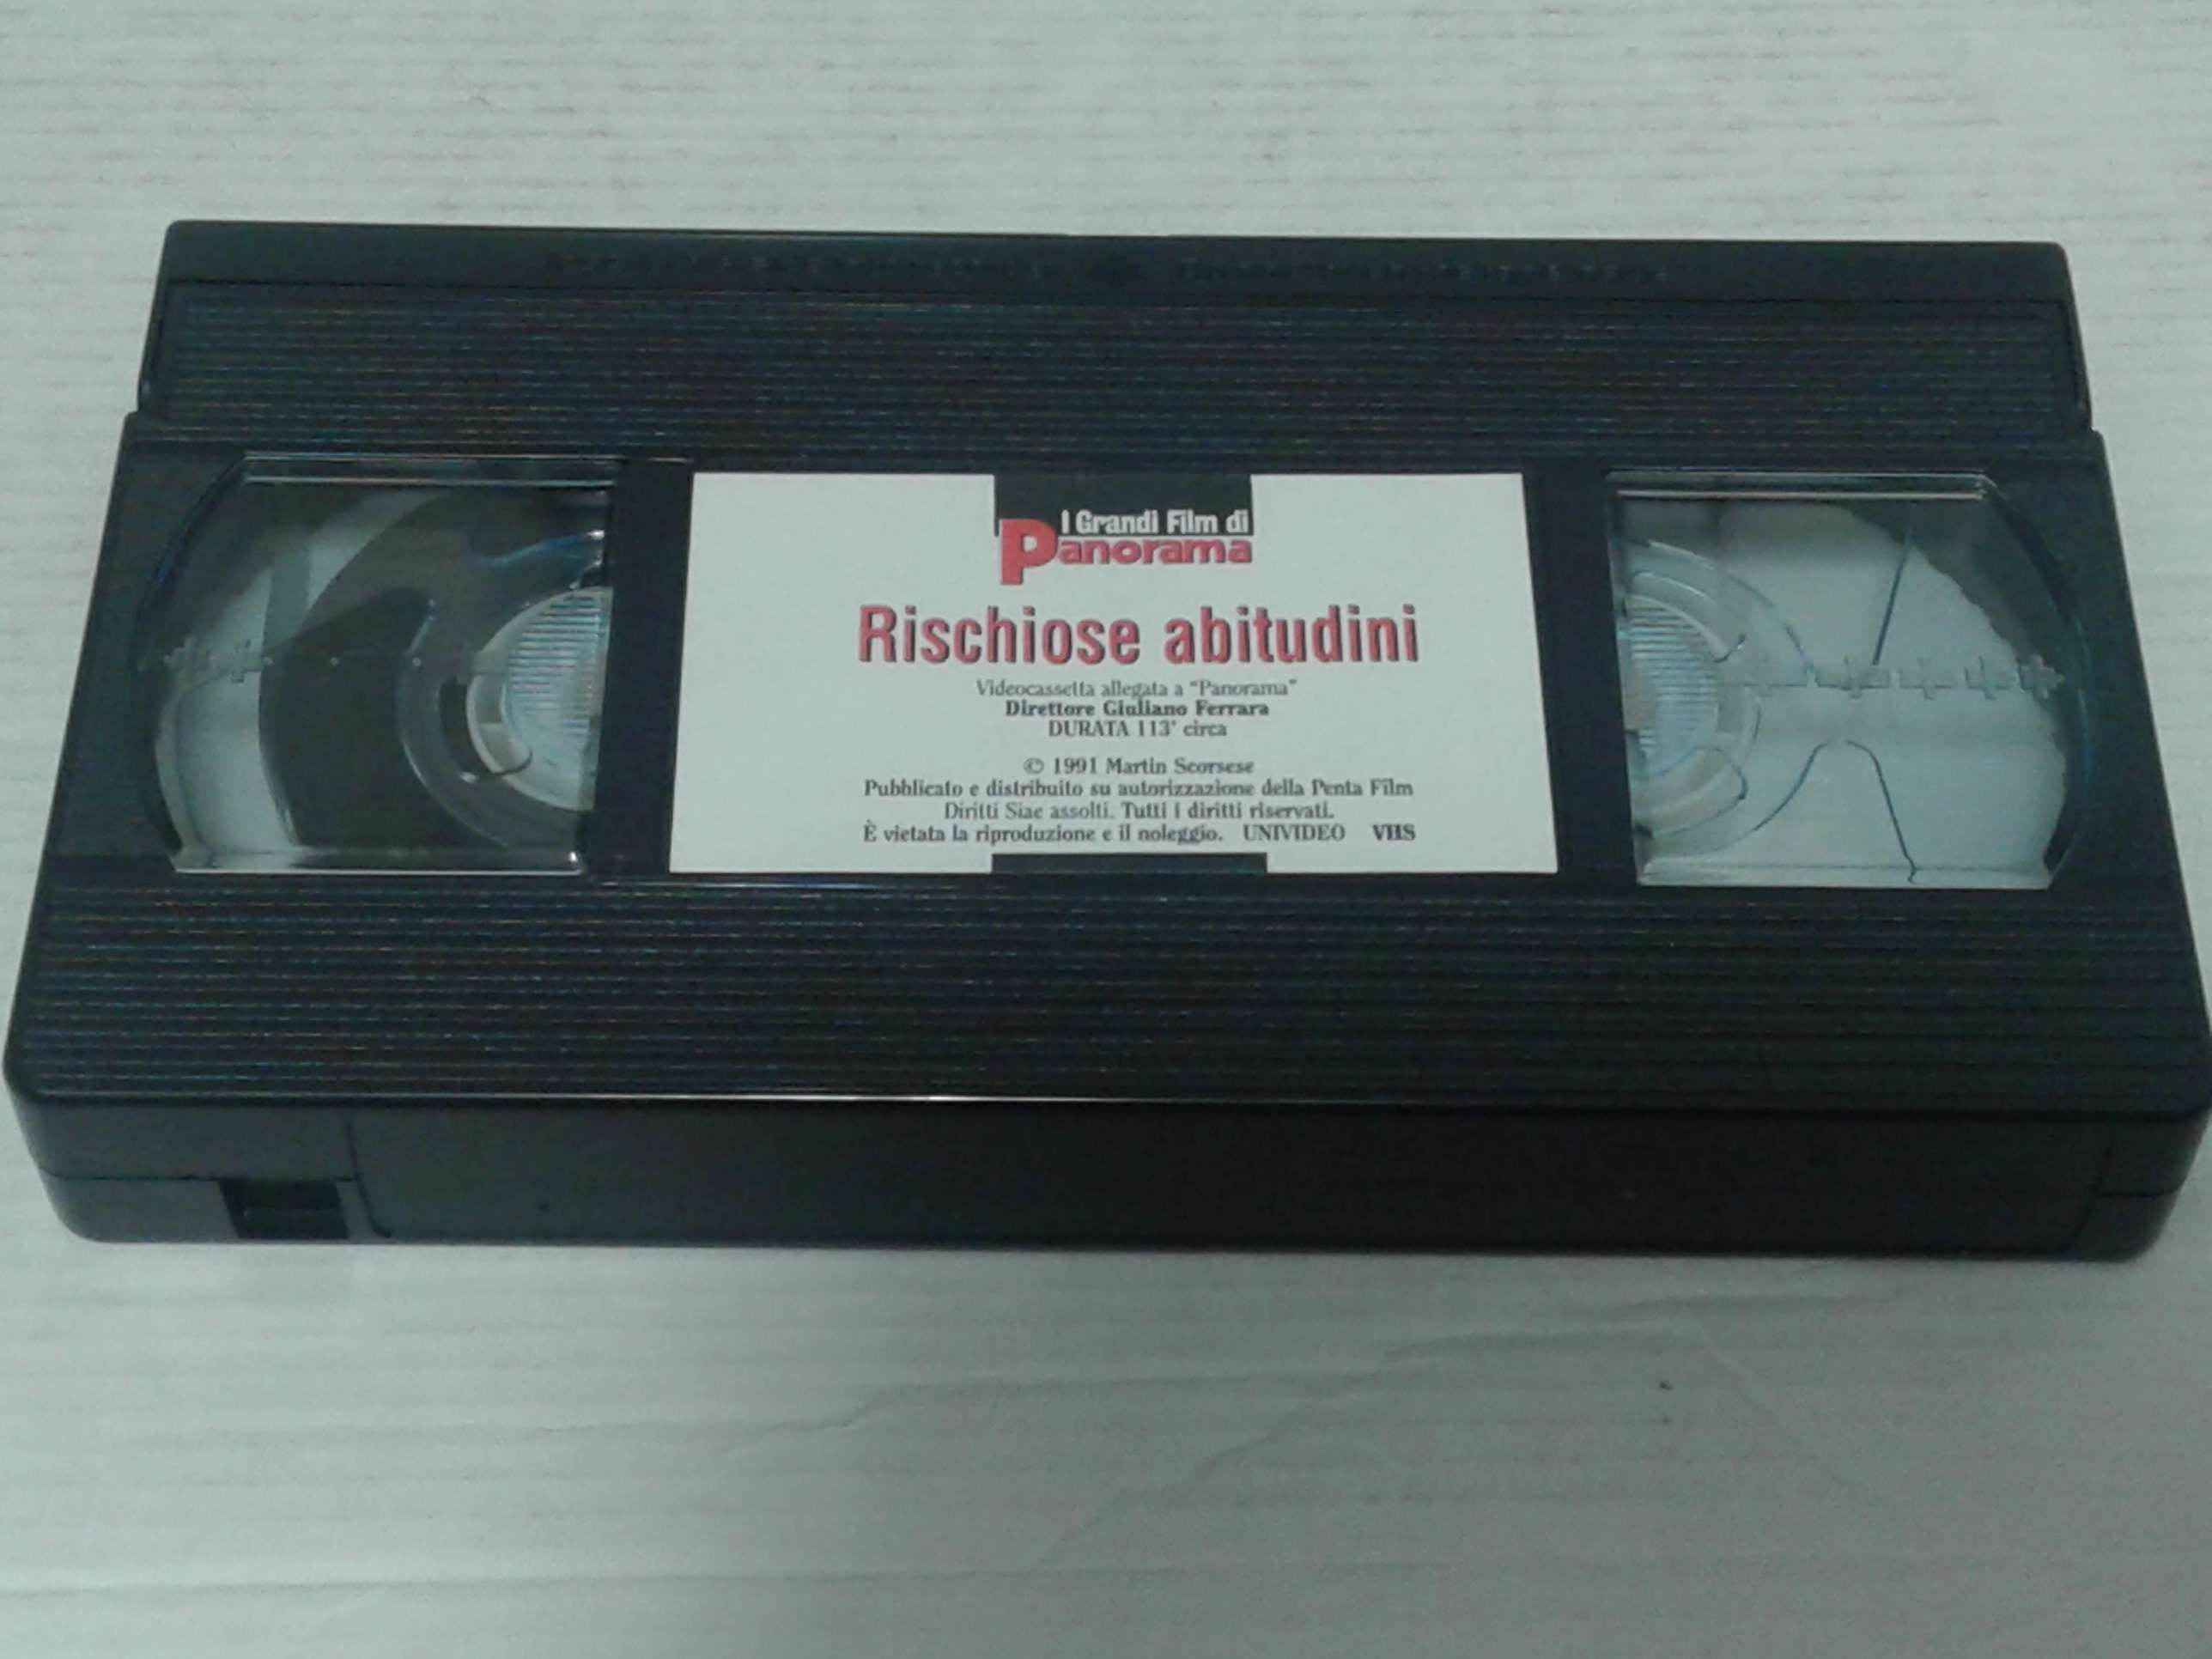 I Grandi Film di
Panorama
Rischiose abitudini
Videocassetta allegata a "Panorama"
Direttore Giuliano Ferrara
DURATA 113' circa
© 1991 Martin Scorsese
Pubblicato e distribuito su autorizzazione della Penta Film
Diritti Siae assolti. Tutti i diritti riservati.
È vietata la riproduzione e il noleggio. UNIVIDEO VHS